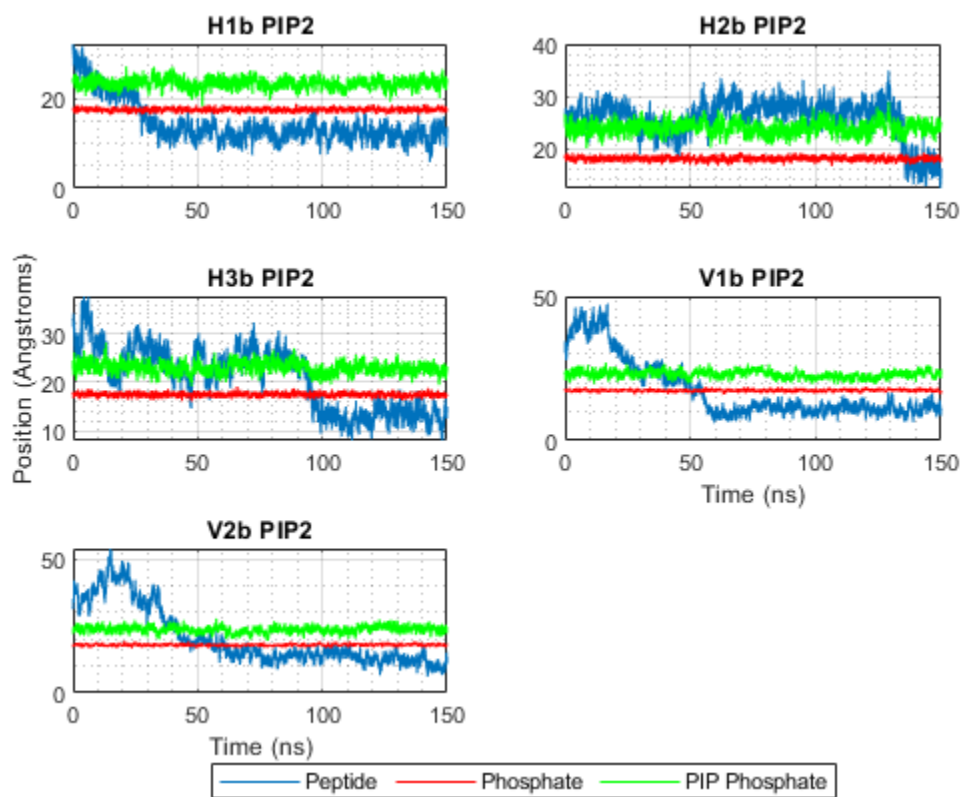 H1b PIP2
20
0
0 50 100 150
H2b PIP2
40
30
20
0 50 100 150
H3b PIP2
30
20
10
0 50 100 150
Position (Angstroms)
V1b PIP2
50
0
0 50 100 150
Time (ns)
V2b PIP2
50
0
0 50 100 150
Time (ns)
Peptide Phosphate PIP Phosphate